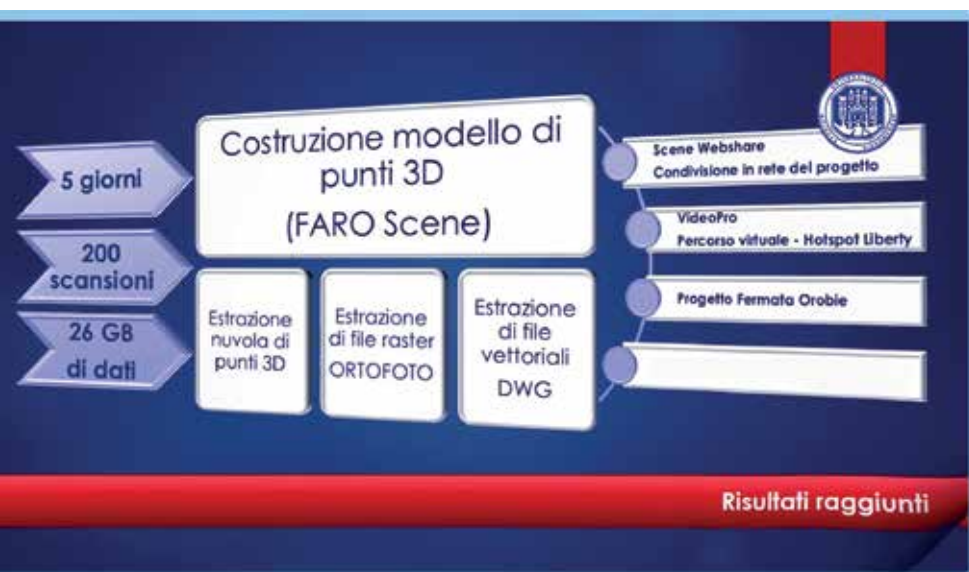 5 giorni
200
scansioni
26 GB
di dati
Costruzione modello di
punti 3D
(FARO Scene)
Estrazione
nuvola di
punti 3D
Estrazione
di file raster
ORTOFOTO
Estrazione
di file
vettoriali
DWG
Scene Webshare
Condivisione in rete del progetto
VideoPro
Percorso virtuale - Hotspot Liberty
Progetto Fermata Orobie
Risultati raggiunti